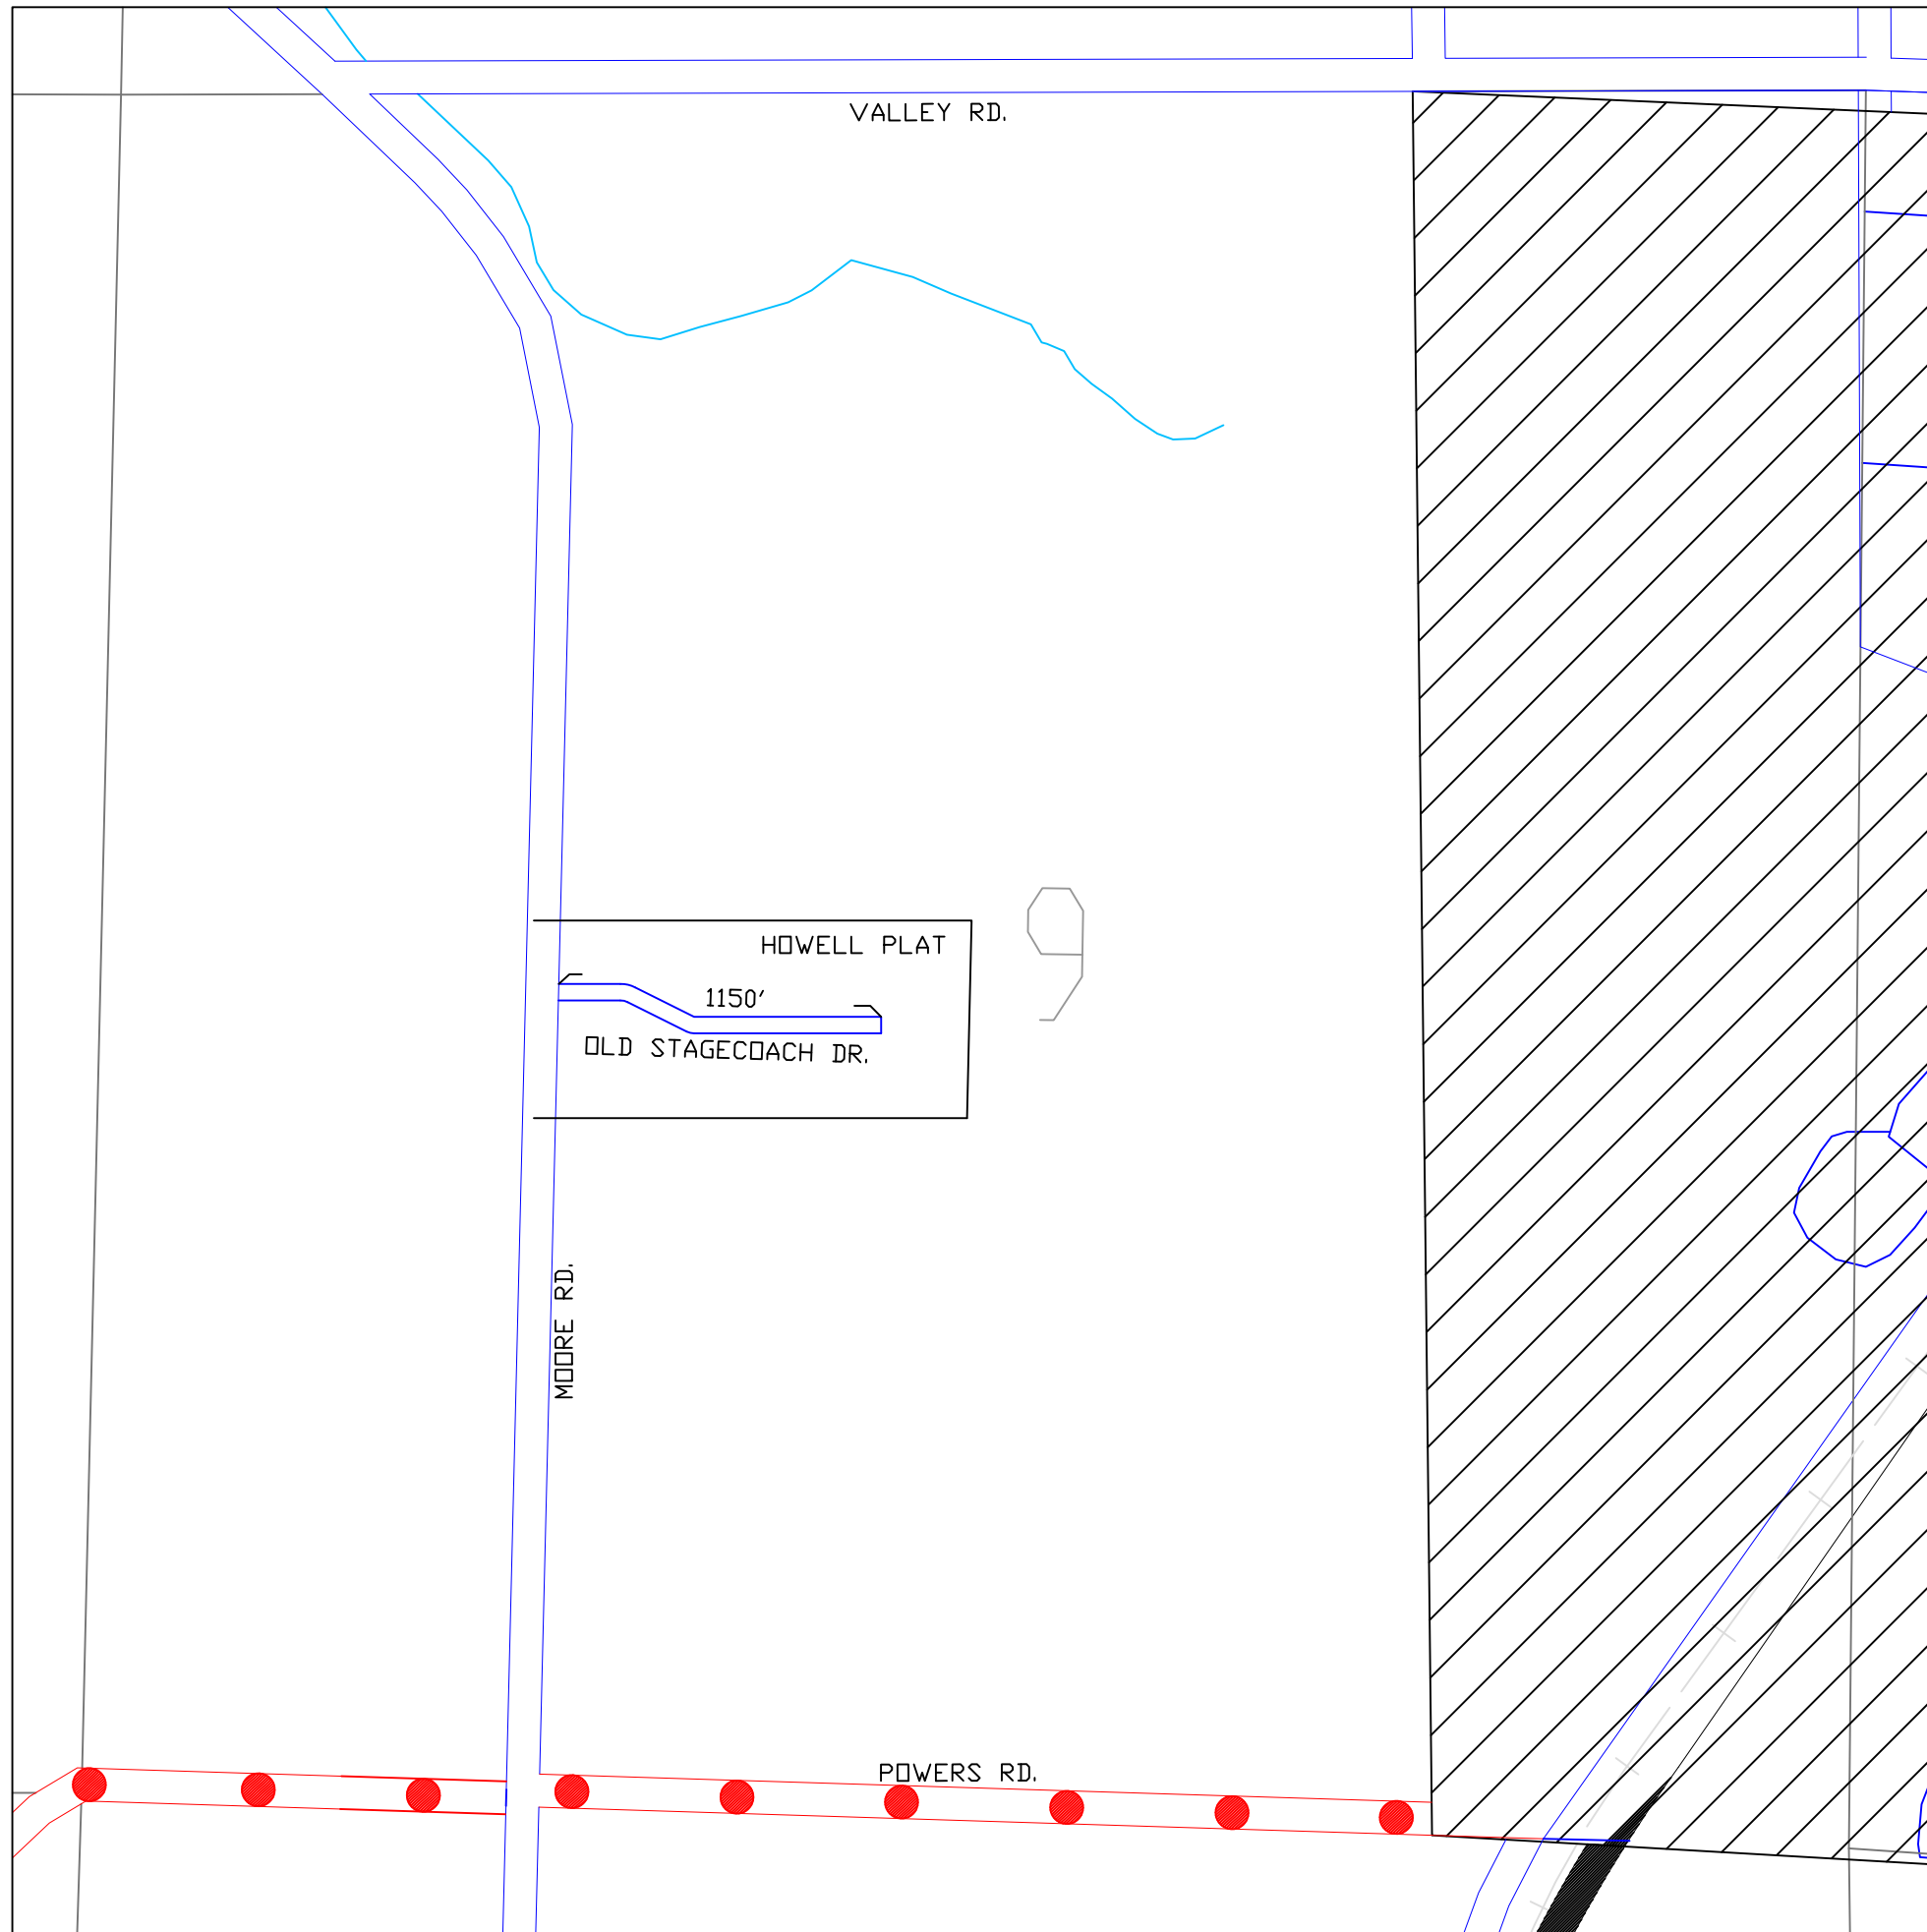 VALLEY RD.
HOWELL PLAT
1150'
OLD STAGECOACH DR.
9
MOORE RD.
POWERS RD.